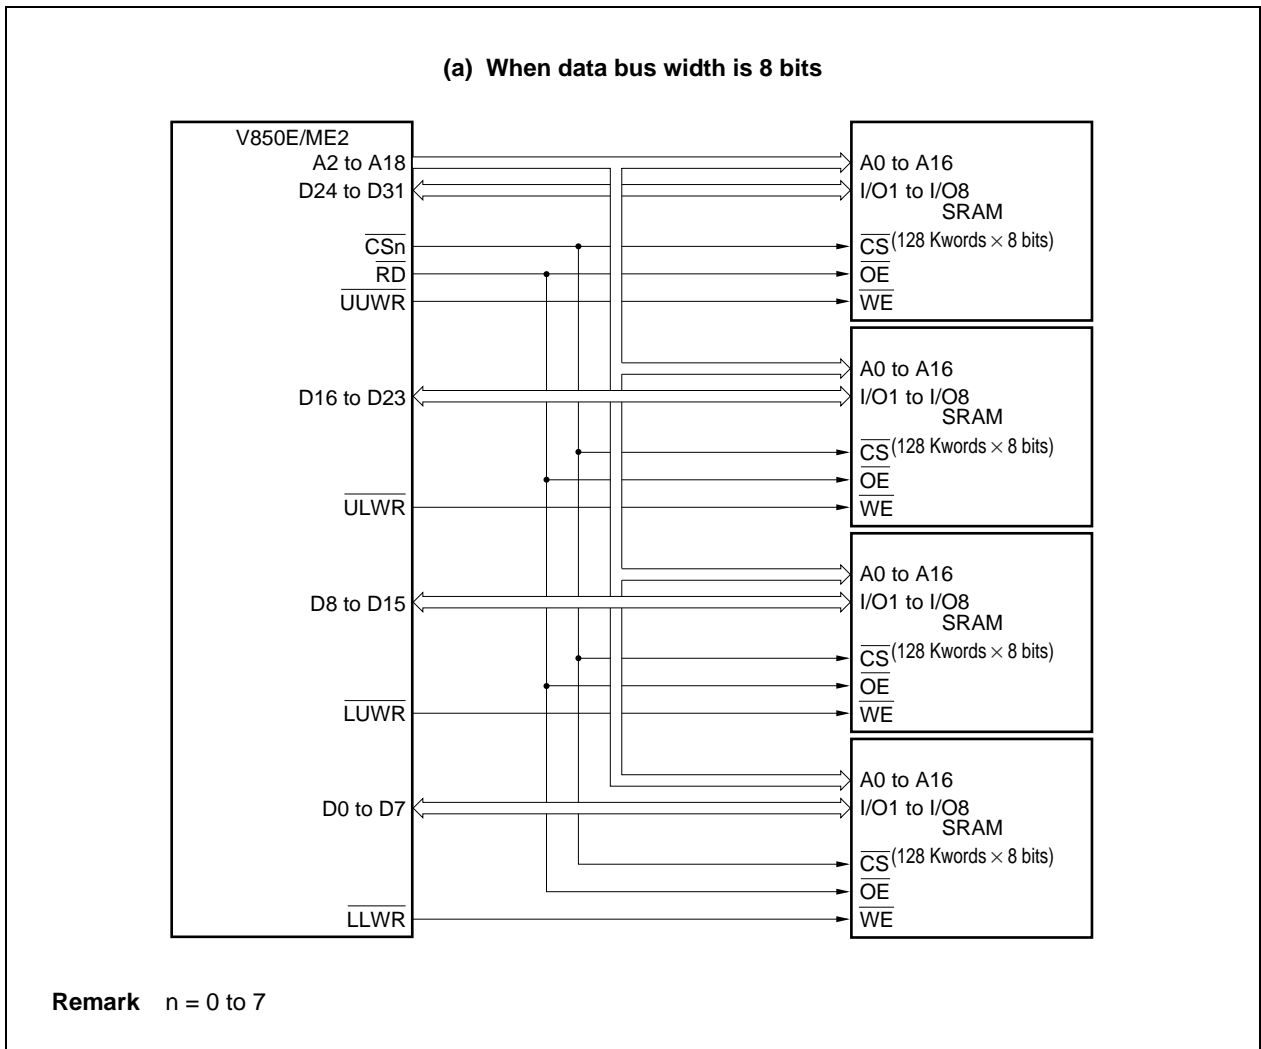 (a) When data bus width is 8 bits
V850E/ME2
A2 to A18
D24 to D31
CSn
RD
UUWR
D16 to D23
ULWR
D8 to D15
LUWR
D0 to D7
LLWR
A0 to A16
I/O1 to I/O8
SRAM
CS (128 Kwords × 8 bits)
OE
WE
A0 to A16
I/O1 to I/O8
SRAM
CS (128 Kwords × 8 bits)
OE
WE
A0 to A16
I/O1 to I/O8
SRAM
CS (128 Kwords × 8 bits)
OE
WE
A0 to A16
I/O1 to I/O8
SRAM
CS (128 Kwords × 8 bits)
OE
WE
Remark n = 0 to 7